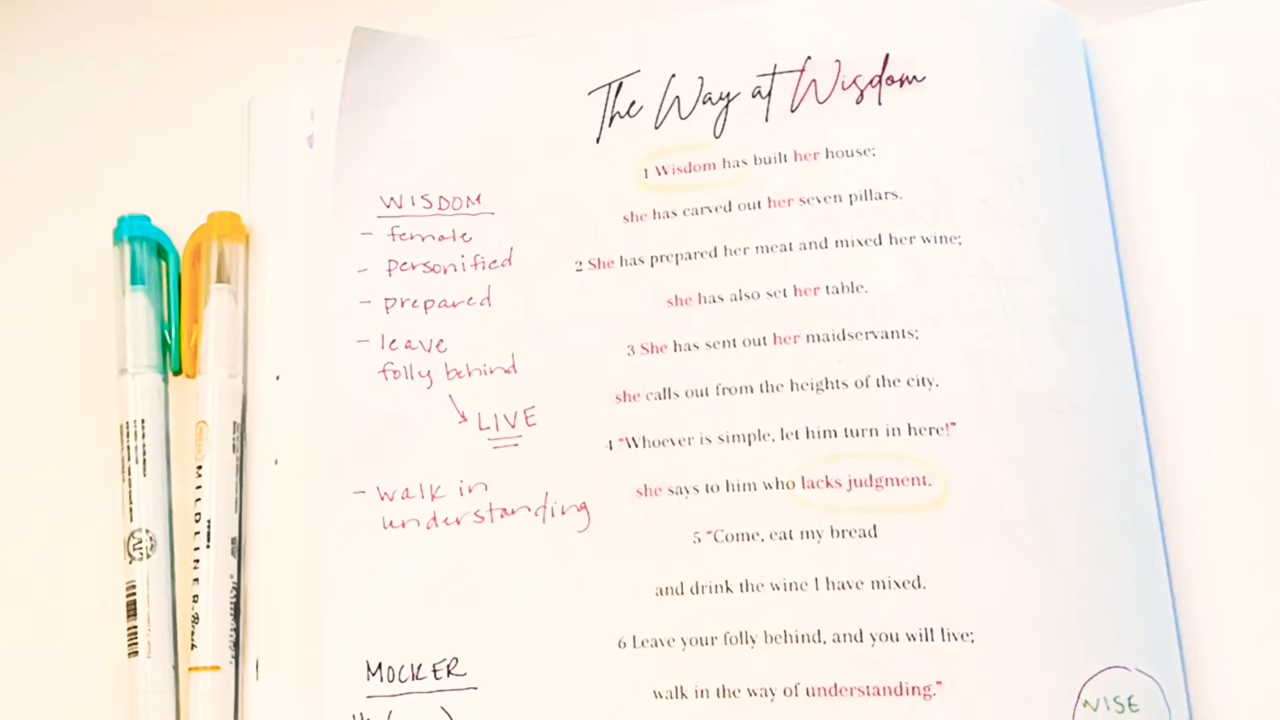 The Way at Wisdom
1 Wisdom has built her house;
she has carved out her seven pillars.
2 She has prepared her meat and mixed her wine;
she has also set her table.
3 She has sent out her maidservants;
she calls out from the heights of the city.
4 "Whoever is simple, let him turn in here!"
she says to him who lacks judgment.
5 "Come, eat my bread
and drink the wine I have mixed.
6 Leave your folly behind, and you will live;
walk in the way of understanding."
WISDOM
- female
- personified
- prepared
- leave
folly behind
LIVE
- walk in
understanding
MOCKER
WISE
MILDLINER-Brush